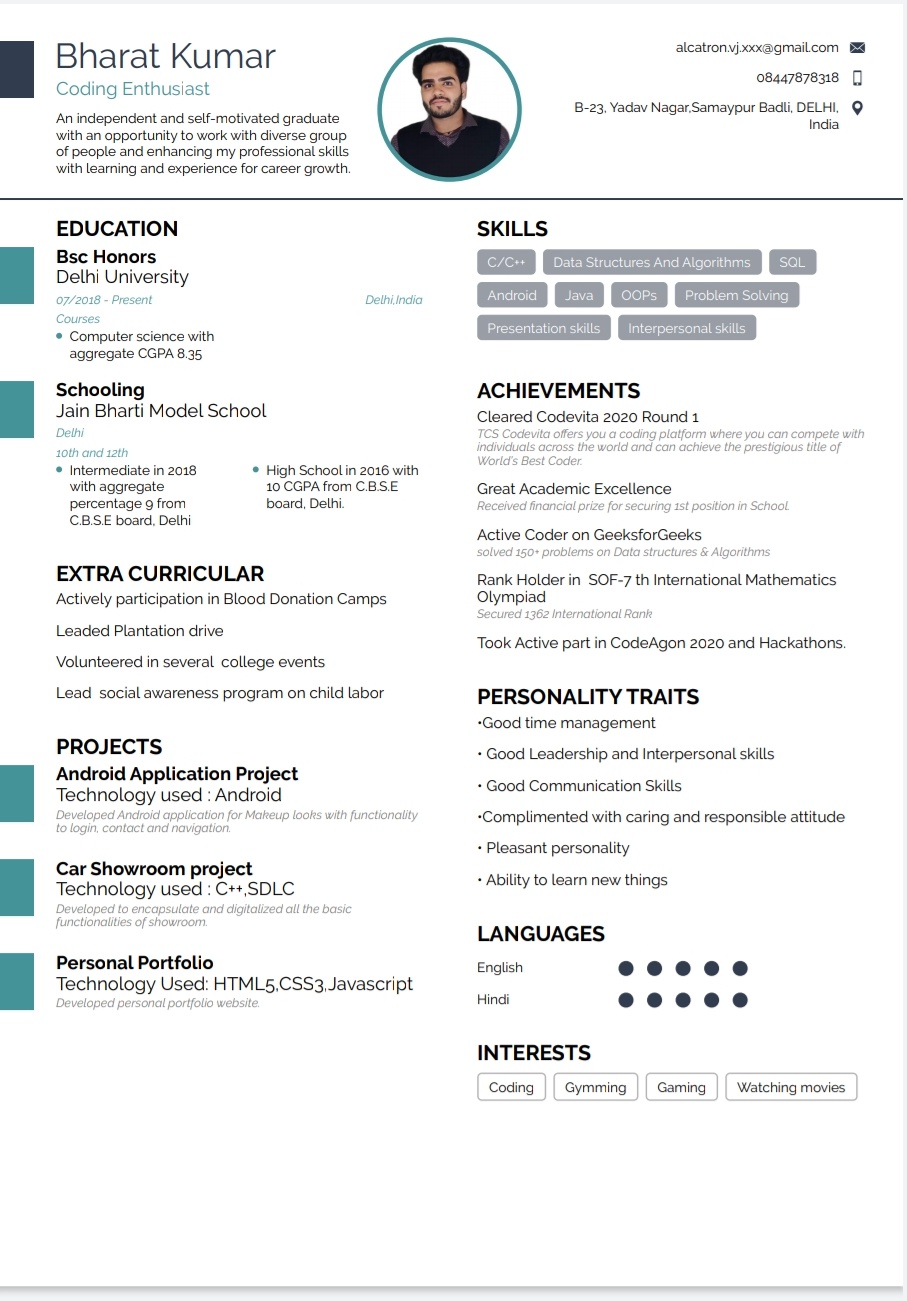 Bharat Kumar
Coding Enthusiast
An independent and self-motivated graduate
with an opportunity to work with diverse group
of people and enhancing my professional skills
with learning and experience for career growth.
alcatron.vj.xxx@gmail.com
08447878318
B-23, Yadav Nagar,Samaypur Badli, DELHI,
India
EDUCATION
Bsc Honors
Delhi University
07/2018 - Present Delhi,India
Courses
• Computer science with
aggregate CGPA 8.35
Schooling
Jain Bharti Model School
Delhi
10th and 12th
• Intermediate in 2018
with aggregate
percentage 9 from
C.B.S.E board, Delhi
• High School in 2016 with
10 CGPA from C.B.S.E
board, Delhi.
EXTRA CURRICULAR
Actively participation in Blood Donation Camps
Leaded Plantation drive
Volunteered in several  college events
Lead  social awareness program on child labor
PROJECTS
Android Application Project
Technology used : Android
Developed Android application for Makeup looks with functionality
to login, contact and navigation.
Car Showroom project
Technology used : C++,SDLC
Developed to encapsulate and digitalized all the basic
functionalities of showroom.
Personal Portfolio
Technology Used: HTML5,CSS3,Javascript
Developed personal portfolio website.
SKILLS
C/C++ Data Structures And Algorithms SQL
Android Java OOPs Problem Solving
Presentation skills Interpersonal skills
ACHIEVEMENTS
Cleared Codevita 2020 Round 1
TCS Codevita offers you a coding platform where you can compete with
individuals across the world and can achieve the prestigious title of
World's Best Coder.
Great Academic Excellence
Received financial prize for securing 1st position in School.
Active Coder on GeeksforGeeks
solved 150+ problems on Data structures & Algorithms
Rank Holder in  SOF-7 th International Mathematics
Olympiad
Secured 1362 International Rank
Took Active part in CodeAgon 2020 and Hackathons.
PERSONALITY TRAITS
•Good time management
• Good Leadership and Interpersonal skills
• Good Communication Skills
•Complimented with caring and responsible attitude
• Pleasant personality
• Ability to learn new things
LANGUAGES
English
Hindi
INTERESTS
Coding Gymming Gaming Watching movies